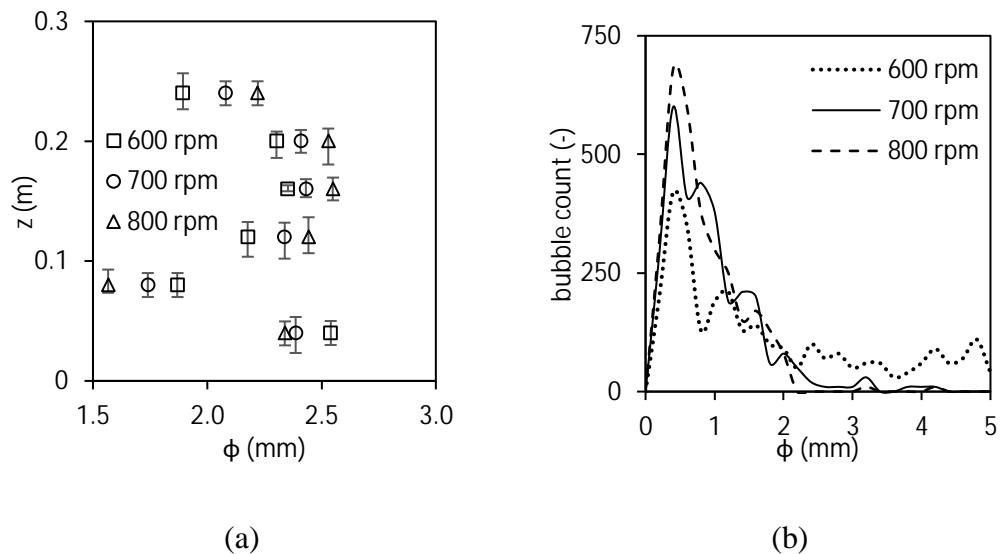 0.3
0.2
0.1
0
z (m)
600 rpm
700 rpm
800 rpm
1.5 2.0 2.5 3.0
ϕ (mm)
(a)
750
500
250
0
bubble count (-)
600 rpm
700 rpm
800 rpm
0 1 2 3 4 5
ϕ (mm)
(b)